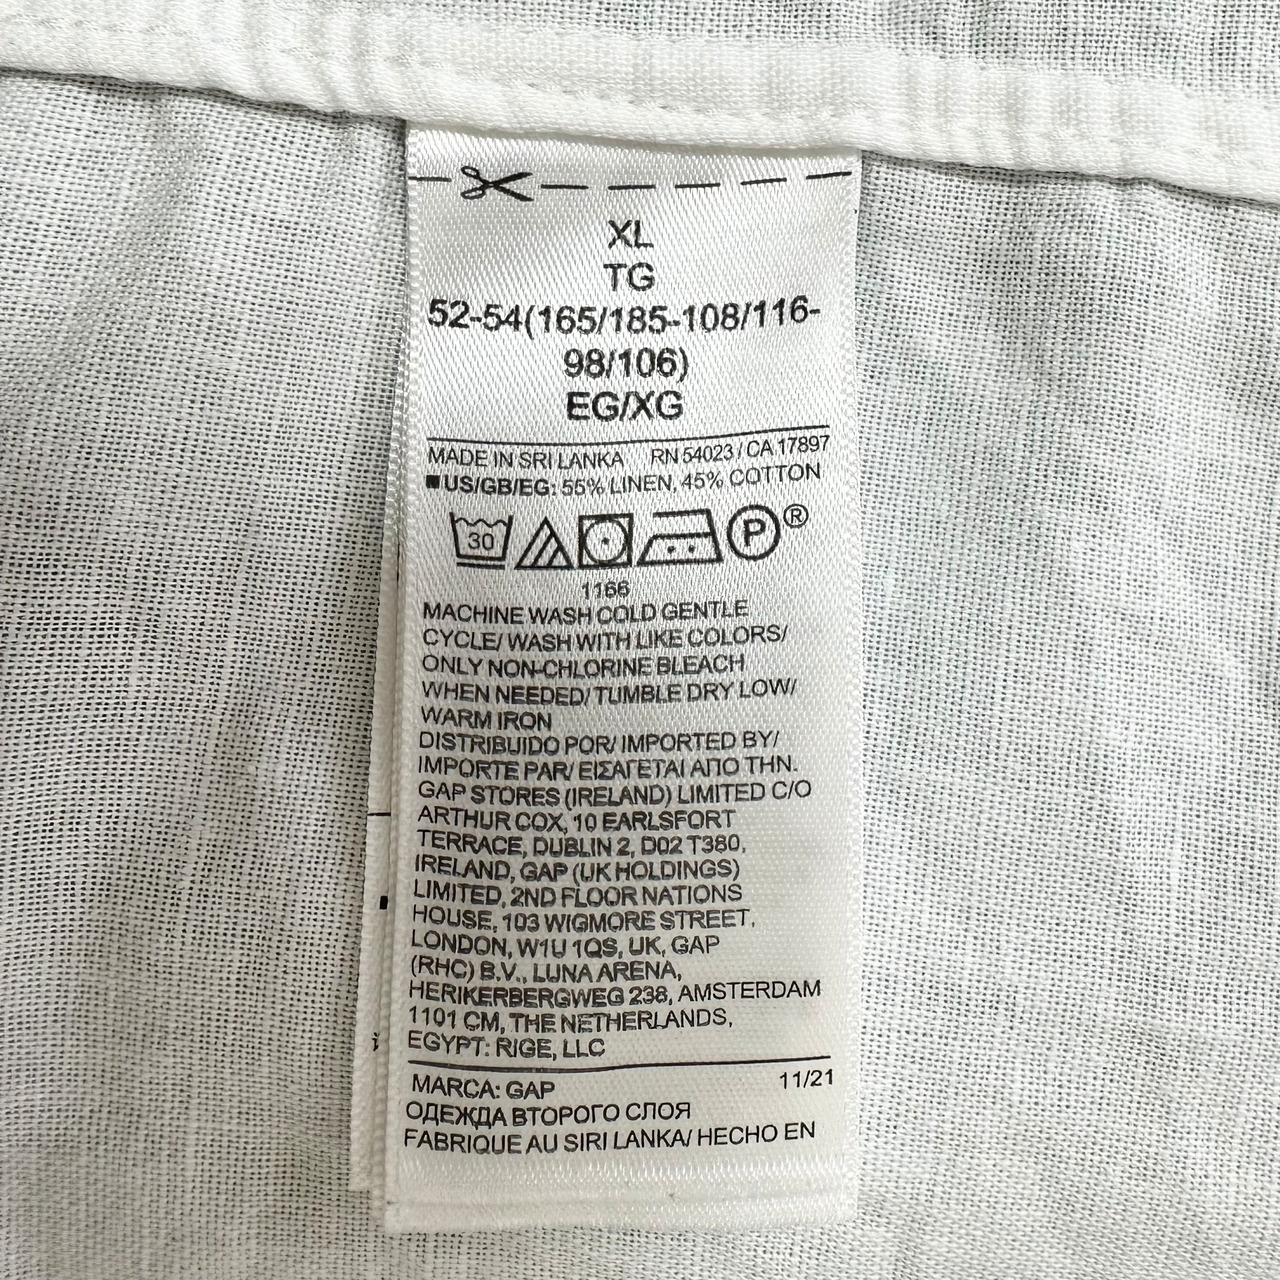 XL
TG
52-54(165/185-108/116-
98/106)
EG/XG
MADE IN SRI LANKA RN 54023 / CA 17897
■US/GB/EG: 55% LINEN, 45% COTTON
30 P ®
1166
MACHINE WASH COLD GENTLE
CYCLE/ WASH WITH LIKE COLORS/
ONLY NON-CHLORINE BLEACH
WHEN NEEDED/ TUMBLE DRY LOW/
WARM IRON
DISTRIBUIDO POR/ IMPORTED BY/
IMPORTE PAR/ ΕΙΣΑΓΕΤΑΙ ΑΠΟ ΤΗΝ.
GAP STORES (IRELAND) LIMITED C/O
ARTHUR COX, 10 EARLSFORT
TERRACE, DUBLIN 2, D02 T380,
IRELAND, GAP (UK HOLDINGS)
LIMITED, 2ND FLOOR NATIONS
HOUSE, 103 WIGMORE STREET,
LONDON, W1U 1QS, UK, GAP
(RHC) B.V., LUNA ARENA,
HERIKERBERGWEG 238, AMSTERDAM
1101 CM, THE NETHERLANDS,
EGYPT: RIGE, LLC
MARCA: GAP 11/21
ОДЕЖДА ВТОРОГО СЛОЯ
FABRIQUE AU SIRI LANKA/ HECHO EN